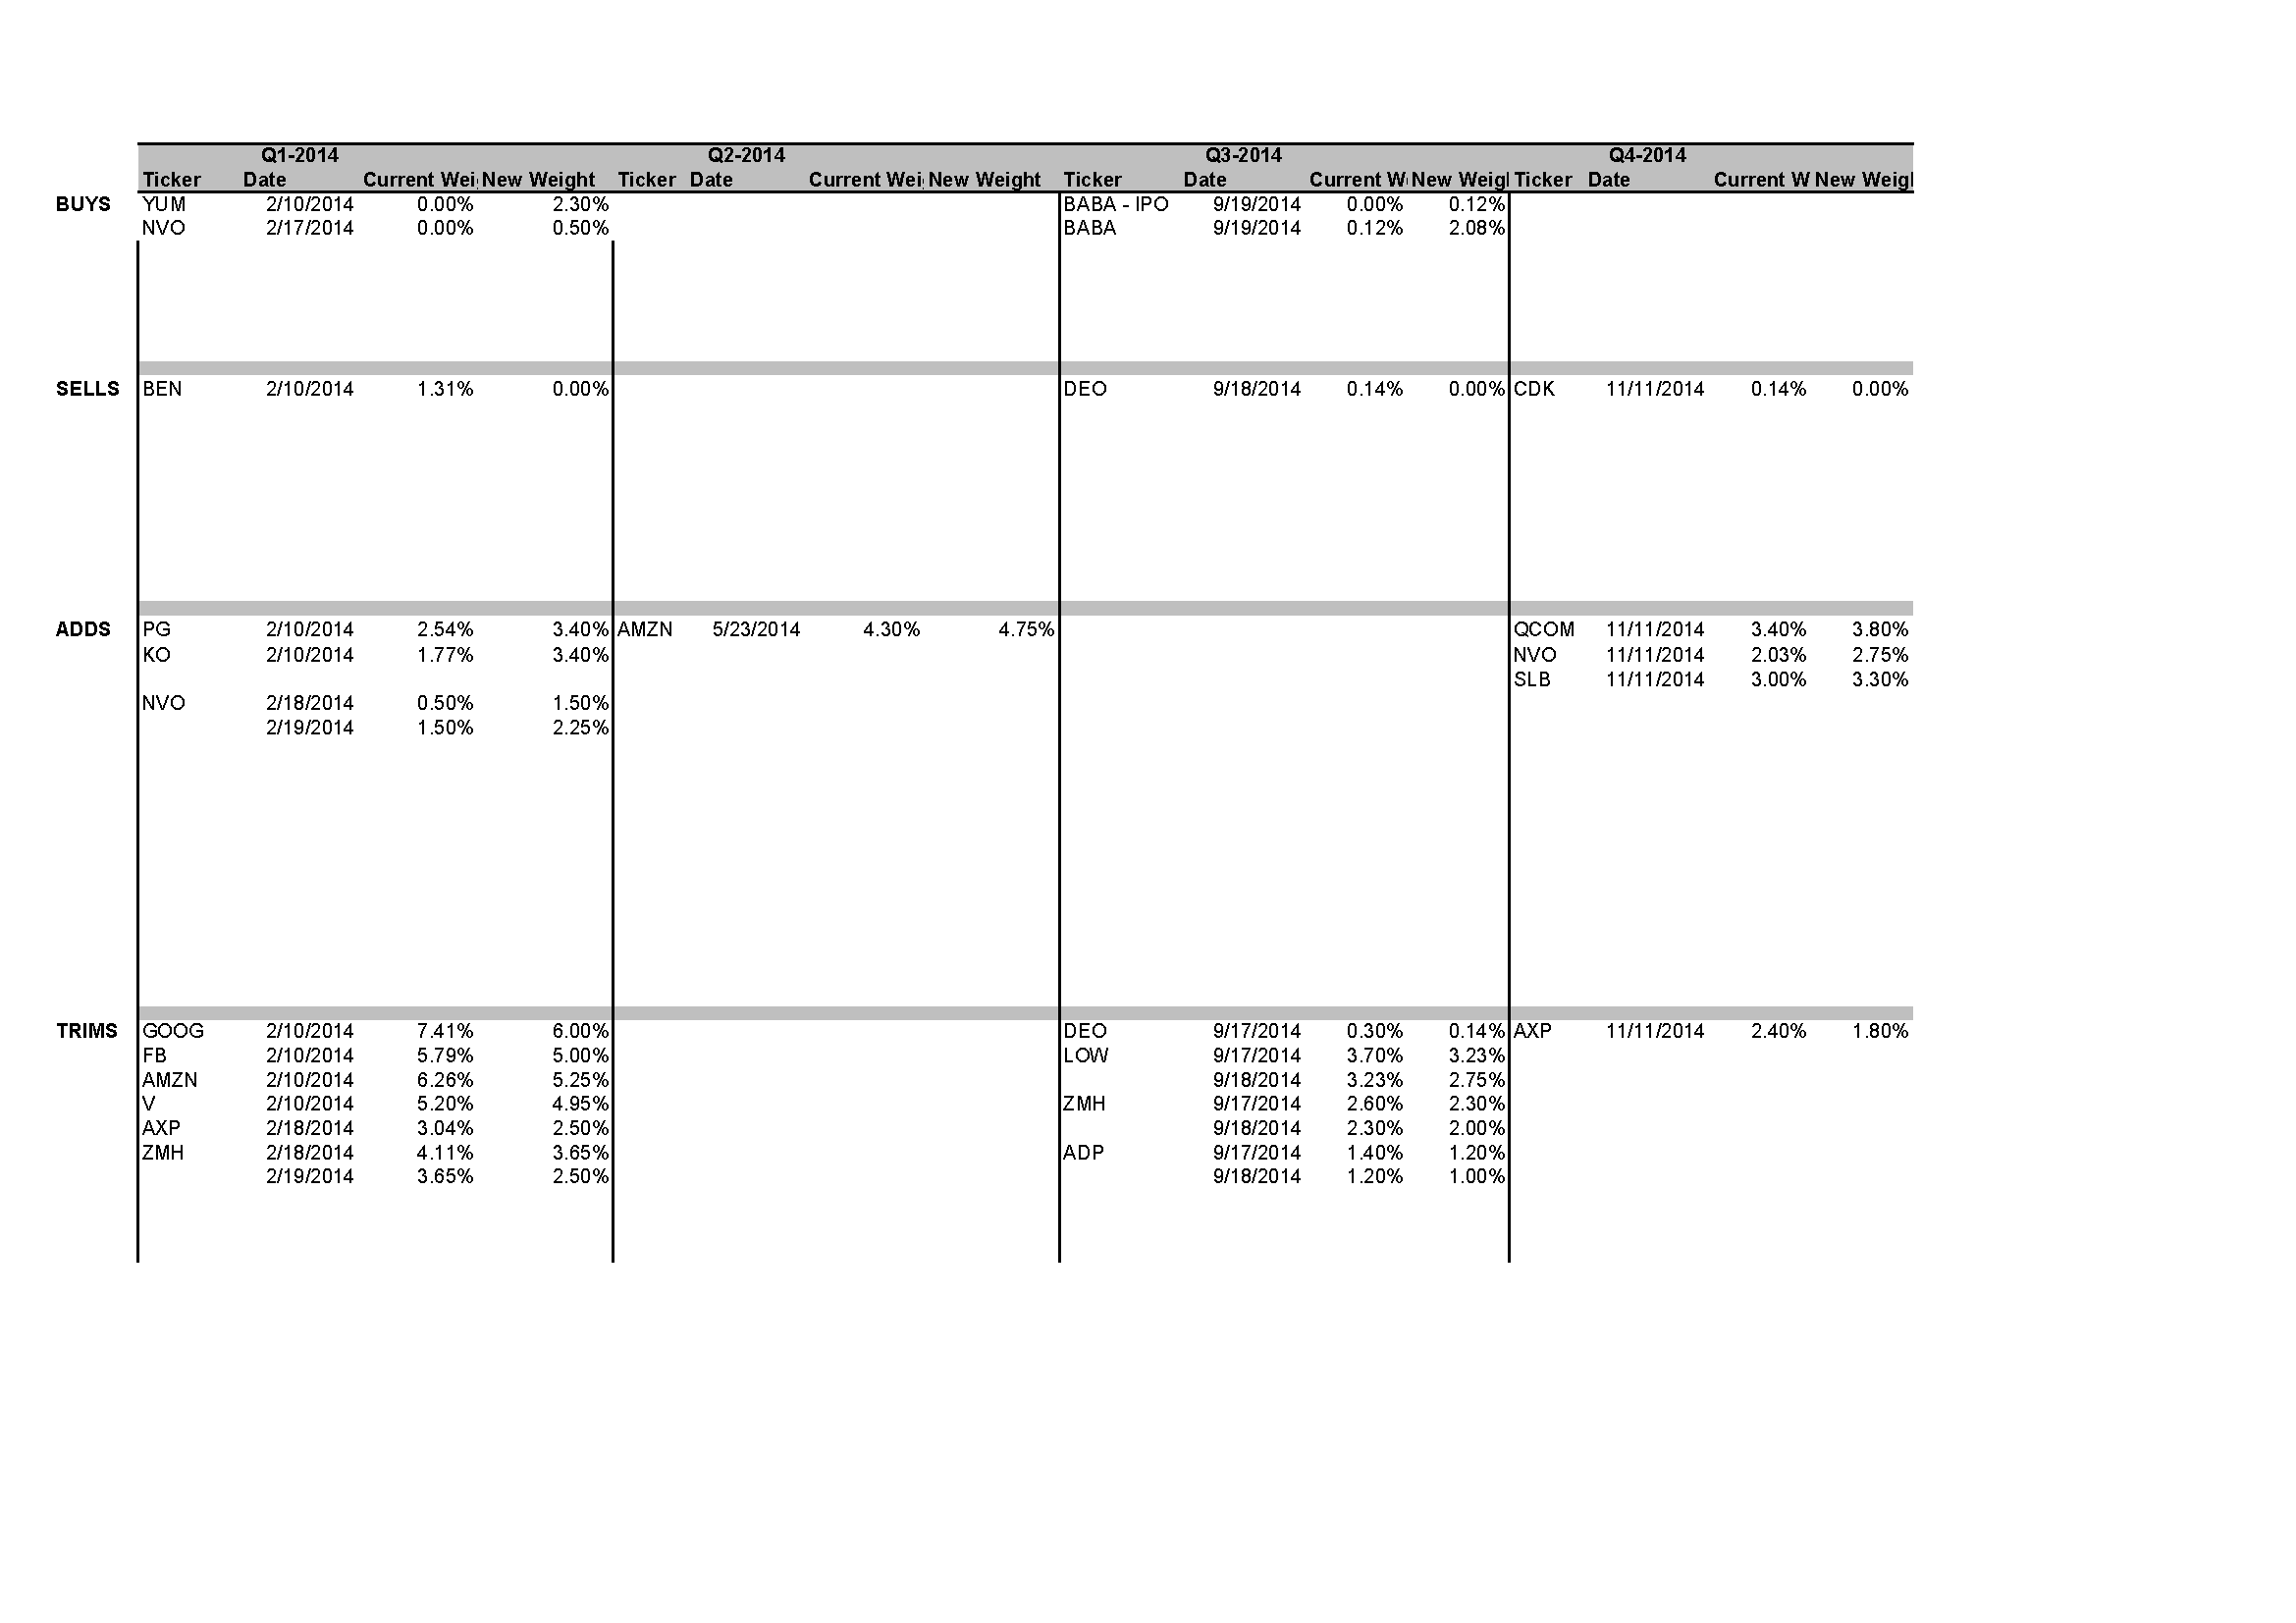 Q1-2014 Q2-2014 Q3-2014 Q4-2014
Ticker Date Current Wei New Weight Ticker Date Current Wei New Weight Ticker Date Current W New Weig Ticker Date Current W New Weigl
BUYS YUM 2/10/2014 0.00% 2.30% BABA - IPO 9/19/2014 0.00% 0.12%
NVO 2/17/2014 0.00% 0.50% BABA 9/19/2014 0.12% 2.08%
SELLS BEN 2/10/2014 1.31% 0.00% DEO 9/18/2014 0.14% 0.00% CDK 11/11/2014 0.14% 0.00%
ADDS PG 2/10/2014 2.54% 3.40% AMZN 5/23/2014 4.30% 4.75% QCOM 11/11/2014 3.40% 3.80%
KO 2/10/2014 1.77% 3.40% NVO 11/11/2014 2.03% 2.75%
SLB 11/11/2014 3.00% 3.30%
NVO 2/18/2014 0.50% 1.50%
2/19/2014 1.50% 2.25%
TRIMS GOOG 2/10/2014 7.41% 6.00% DEO 9/17/2014 0.30% 0.14% AXP 11/11/2014 2.40% 1.80%
FB 2/10/2014 5.79% 5.00% LOW 9/17/2014 3.70% 3.23%
AMZN 2/10/2014 6.26% 5.25% 9/18/2014 3.23% 2.75%
V 2/10/2014 5.20% 4.95% ZMH 9/17/2014 2.60% 2.30%
AXP 2/18/2014 3.04% 2.50% 9/18/2014 2.30% 2.00%
ZMH 2/18/2014 4.11% 3.65% ADP 9/17/2014 1.40% 1.20%
2/19/2014 3.65% 2.50% 9/18/2014 1.20% 1.00%